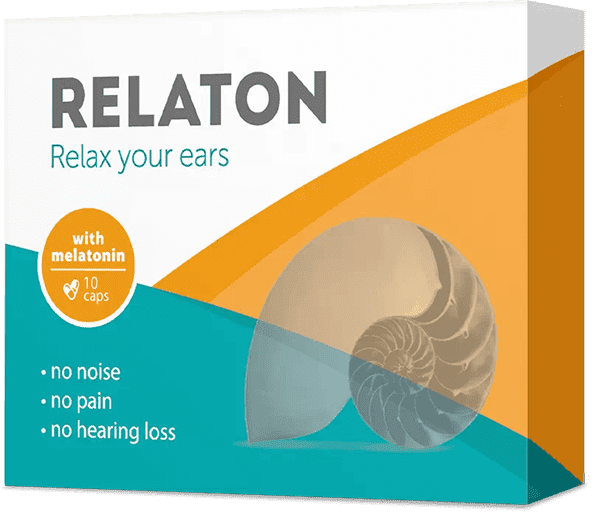 RELATON
Relax your ears
with
melatonin
10
caps
• no noise
• no pain
• no hearing loss